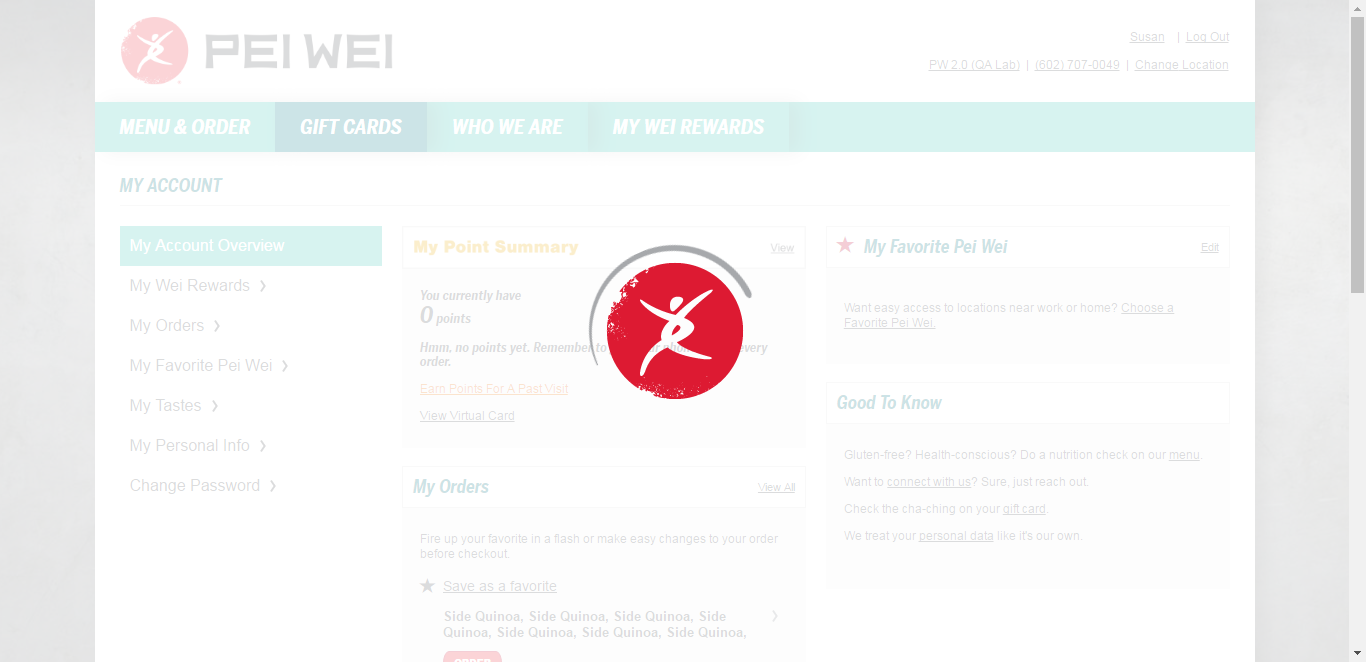 PEI WEI
Susan | Log Out
PW 2.0 (QA Lab) | (602) 707-0049 | Change Location
MENU & ORDER
GIFT CARDS
WHO WE ARE
MY WEI REWARDS
MY ACCOUNT
My Account Overview
My Wei Rewards
My Orders
My Favorite Pei Wei
My Tastes
My Personal Info
Change Password
My Point Summary
View
You currently have
0 points
Hmm, no points yet. Remember to every
order.
Earn Points For A Past Visit
View Virtual Card
My Orders
View All
Fire up your favorite in a flash or make easy changes to your order
before checkout.
Save as a favorite
Side Quinoa, Side Quinoa, Side Quinoa, Side
Quinoa, Side Quinoa, Side Quinoa, Side Quinoa,
ORDER
My Favorite Pei Wei
Edit
Want easy access to locations near work or home? Choose a
Favorite Pei Wei.
Good To Know
Gluten-free? Health-conscious? Do a nutrition check on our menu.
Want to connect with us? Sure, just reach out.
Check the cha-ching on your gift card.
We treat your personal data like it's our own.